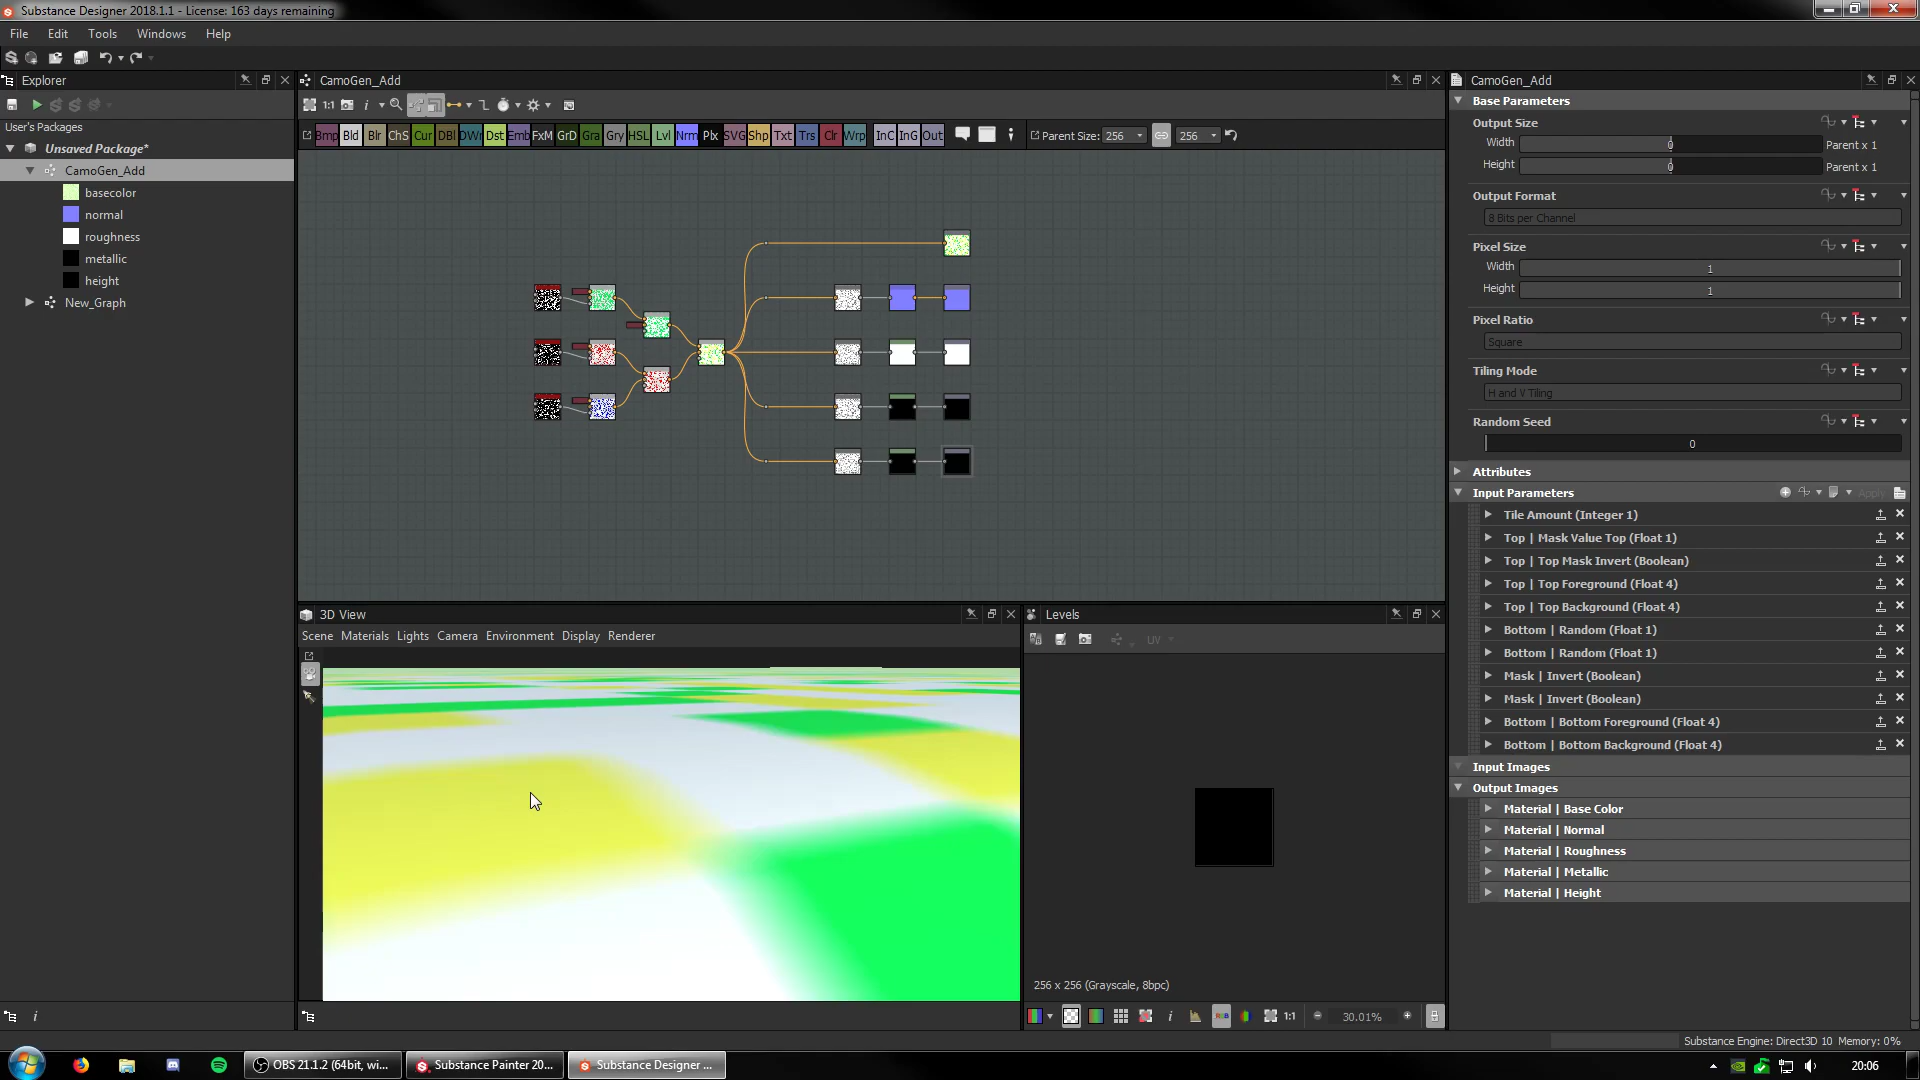 Substance Designer 2018.1.1 - License: 163 days remaining
File Edit Tools Windows Help
Explorer
User's Packages
Unsaved Package*
CamoGen_Add
basecolor
normal
roughness
metallic
height
New_Graph
CamoGen_Add
1:1
Bmp Bld Blr ChS Cur DBl DWr Dst Emb FxM GrD Gra Gry HSL Lvl Nrm Plx SVG Shp Txt Trs Clr Wrp InC InG Out
Parent Size: 256 256
3D View
Scene Materials Lights Camera Environment Display Renderer
Levels
UV
256 x 256 (Grayscale, 8bpc)
1:1 30.01%
CamoGen_Add
Base Parameters
Output Size
Width 0 Parent x 1
Height 0 Parent x 1
Output Format
8 Bits per Channel
Pixel Size
Width 1
Height 1
Pixel Ratio
Square
Tiling Mode
H and V Tiling
Random Seed
0
Attributes
Input Parameters Apply
Tile Amount (Integer 1)
Top | Mask Value Top (Float 1)
Top | Top Mask Invert (Boolean)
Top | Top Foreground (Float 4)
Top | Top Background (Float 4)
Bottom | Random (Float 1)
Bottom | Random (Float 1)
Mask | Invert (Boolean)
Mask | Invert (Boolean)
Bottom | Bottom Foreground (Float 4)
Bottom | Bottom Background (Float 4)
Input Images
Output Images
Material | Base Color
Material | Normal
Material | Roughness
Material | Metallic
Material | Height
Substance Engine: Direct3D 10 Memory: 0%
OBS 21.1.2 (64bit, wi...
Substance Painter 20...
Substance Designer ...
20:06